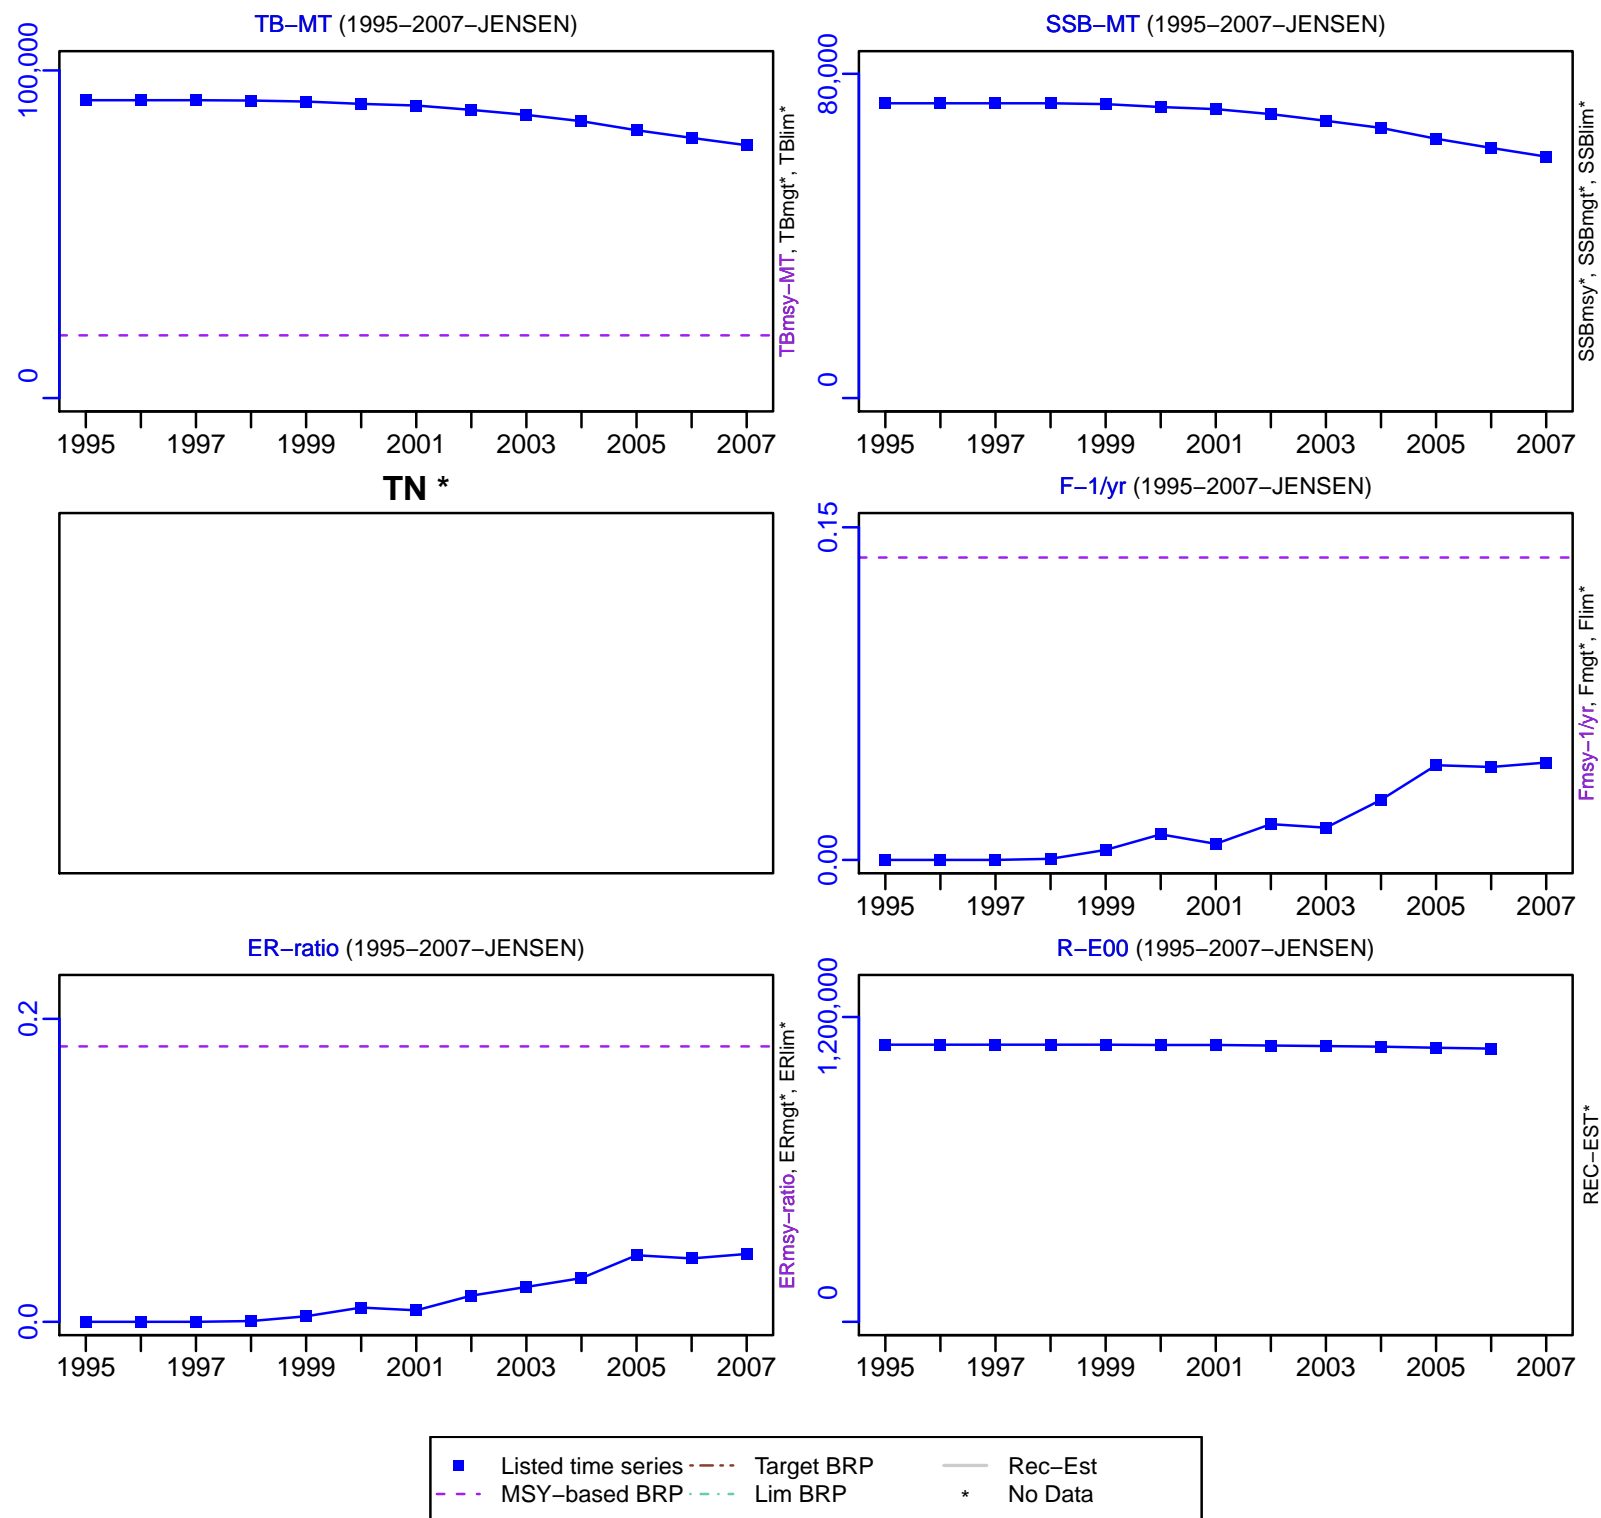 TB−MT (1995−2007−JENSEN)
100,000
0
TBmsy−MT, TBmgt*, TBlim*
1995 1997 1999 2001 2003 2005 2007
SSB−MT (1995−2007−JENSEN)
80,000
0
SSBmsy*, SSBmgt*, SSBlim*
1995 1997 1999 2001 2003 2005 2007
TN *
F−1/yr (1995−2007−JENSEN)
0.15
0.00
Fmsy−1/yr, Fmgt*, Flim*
1995 1997 1999 2001 2003 2005 2007
ER−ratio (1995−2007−JENSEN)
0.2
0.0
ERmsy−ratio, ERmgt*, ERlim*
1995 1997 1999 2001 2003 2005 2007
R−E00 (1995−2007−JENSEN)
1,200,000
0
REC−EST*
1995 1997 1999 2001 2003 2005 2007
Listed time series Target BRP Rec−Est
MSY−based BRP Lim BRP * No Data